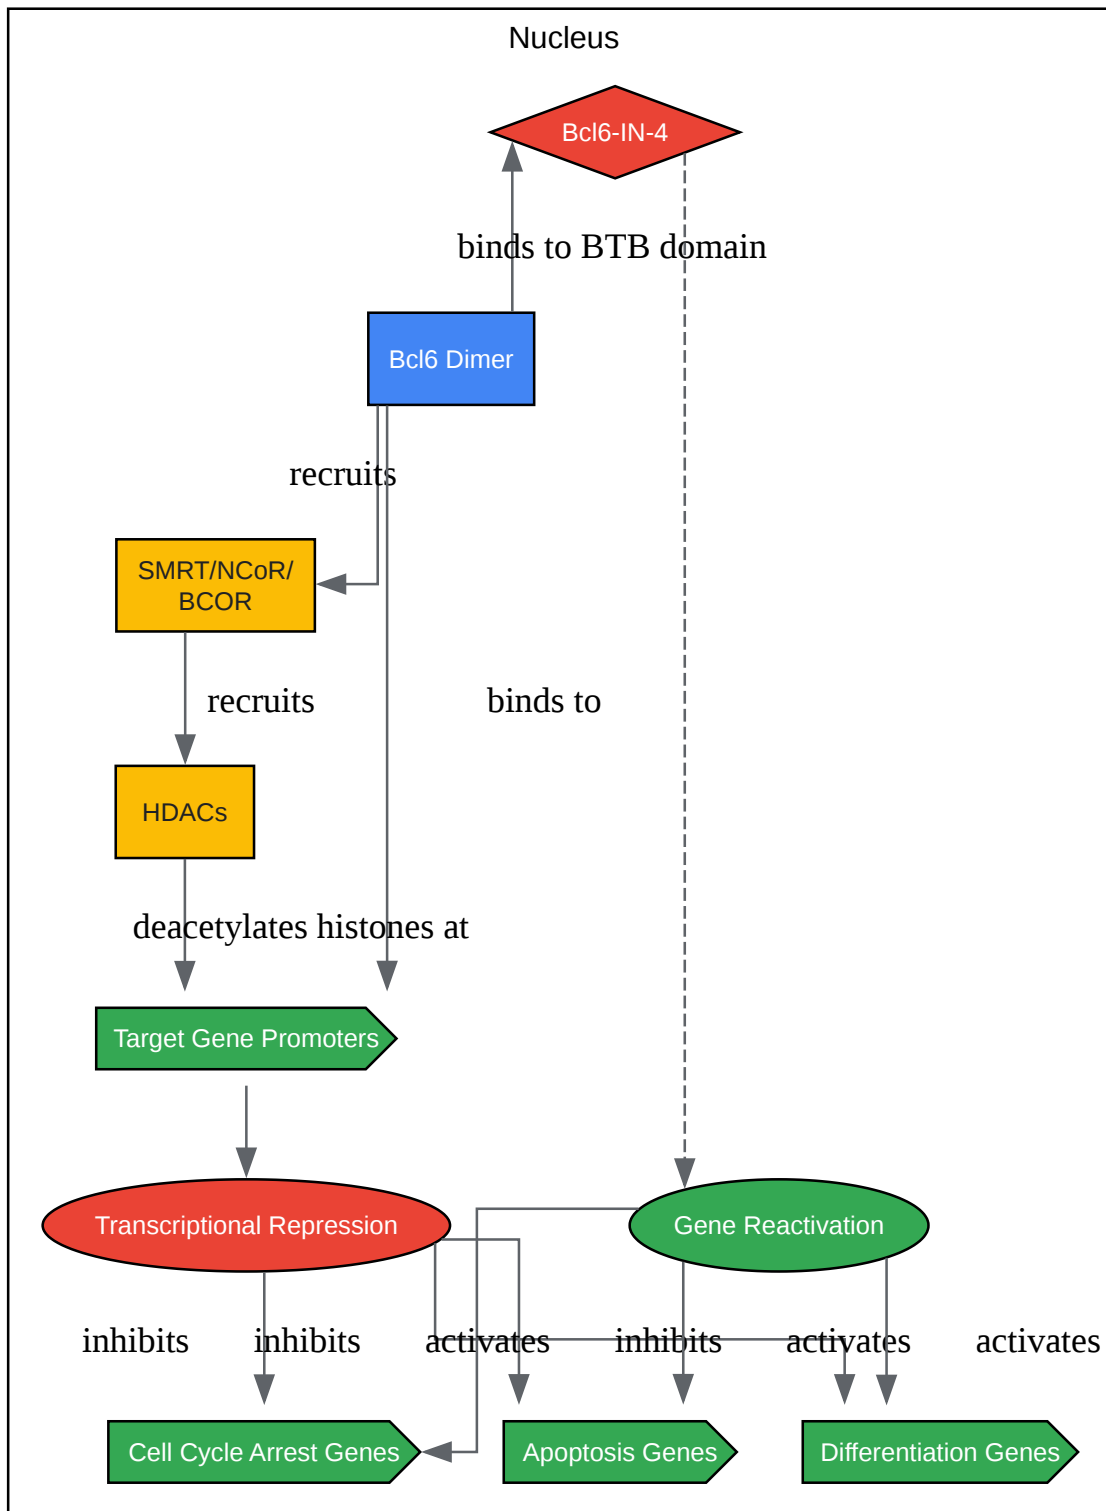 Nucleus
Bcl6-IN-4
binds to BTB domain
Bcl6 Dimer
recruits
SMRT/NCoR/
BCOR
recruits
binds to
HDACs
deacetylates histones at
Target Gene Promoters
Transcriptional Repression
Gene Reactivation
inhibits
inhibits
activates
inhibits
activates
activates
Cell Cycle Arrest Genes
Apoptosis Genes
Differentiation Genes